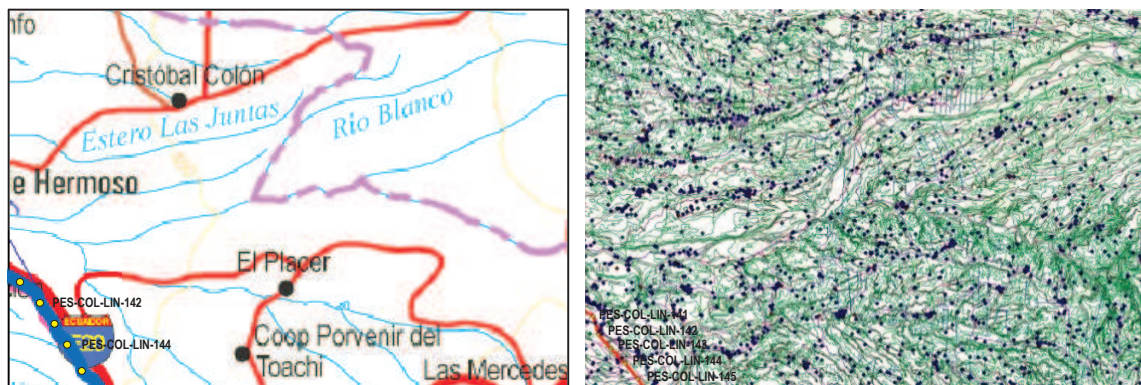 nfo
Cristóbal Colón
Estero Las Juntas
Rio Blanco
e Hermoso
El Placer
PES-COL-LIN-142
ECUADOR
PES-COL-LIN-144
Coop Porvenir del
Toachi
Las Mercedes
PES-COL-LIN-141
PES-COL-LIN-142
PES-COL-LIN-143
PES-COL-LIN-144
PES-COL-LIN-145